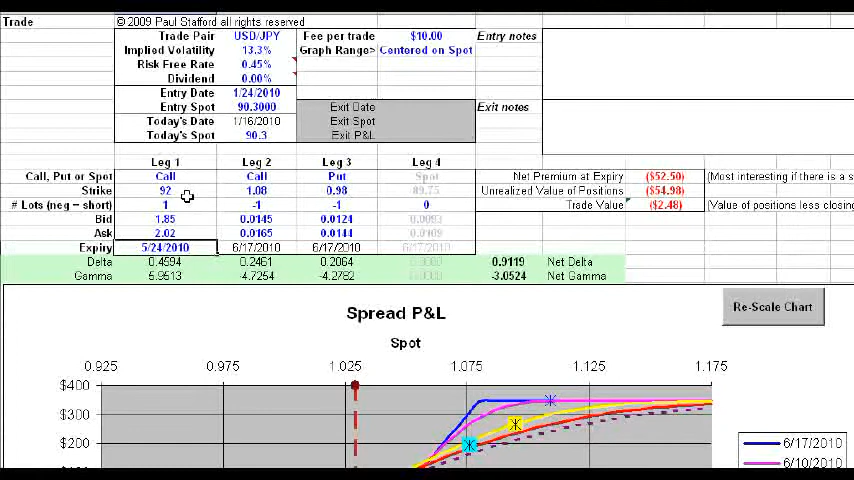 Trade © 2009 Paul Stafford all rights reserved
Trade Pair USD/JPY Fee per trade $10.00 Entry notes
Implied Volatility 13.3% Graph Range> Centered on Spot
Risk Free Rate 0.45%
Dividend 0.00%
Entry Date 1/24/2010
Entry Spot 90.3000 Exit Date Exit notes
Today's Date 1/16/2010 Exit Spot
Today's Spot 90.3 Exit P&L
Leg 1 Leg 2 Leg 3 Leg 4
Call, Put or Spot Call Call Put Spot Net Premium at Expiry ($52.50) (Most interesting if there is a s
Strike 92 1.08 0.98 89.75 Unrealized Value of Positions ($54.98)
# Lots (neg = short) 1 -1 -1 0 Trade Value ($2.48) (Value of positions less closing
Bid 1.85 0.0145 0.0124 0.0093
Ask 2.02 0.0165 0.0144 0.0109
Expiry 5/24/2010 6/17/2010 6/17/2010 6/17/2010
Delta 0.4594 0.2461 0.2064 0.0000 0.9119 Net Delta
Gamma 5.9513 -4.7254 -4.2782 0.0000 -3.0524 Net Gamma
Spread P&L Re-Scale Chart
Spot
0.925 0.975 1.025 1.075 1.125 1.175
$400
$300
$200
6/17/2010
6/10/2010